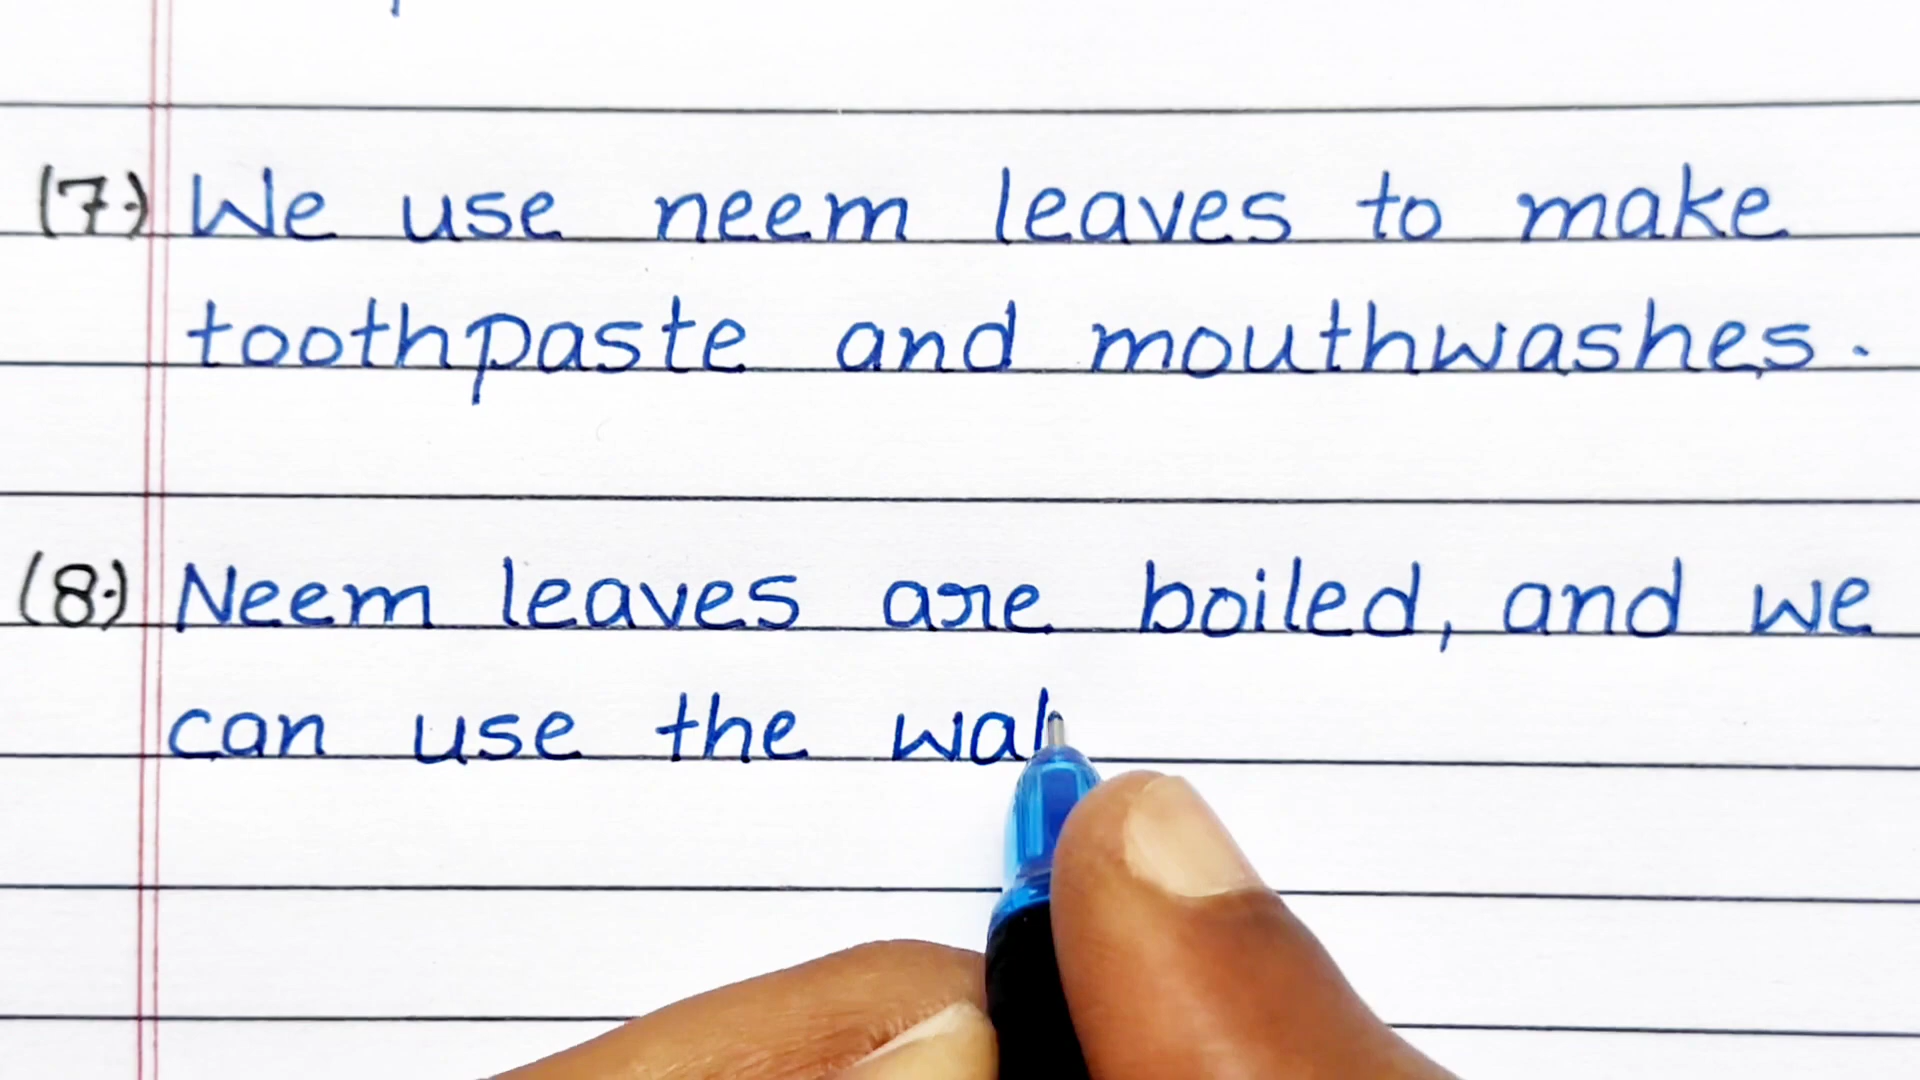 (7.) We use neem leaves to make
toothpaste and mouthwashes.
(8.) Neem leaves are boiled, and we
can use the